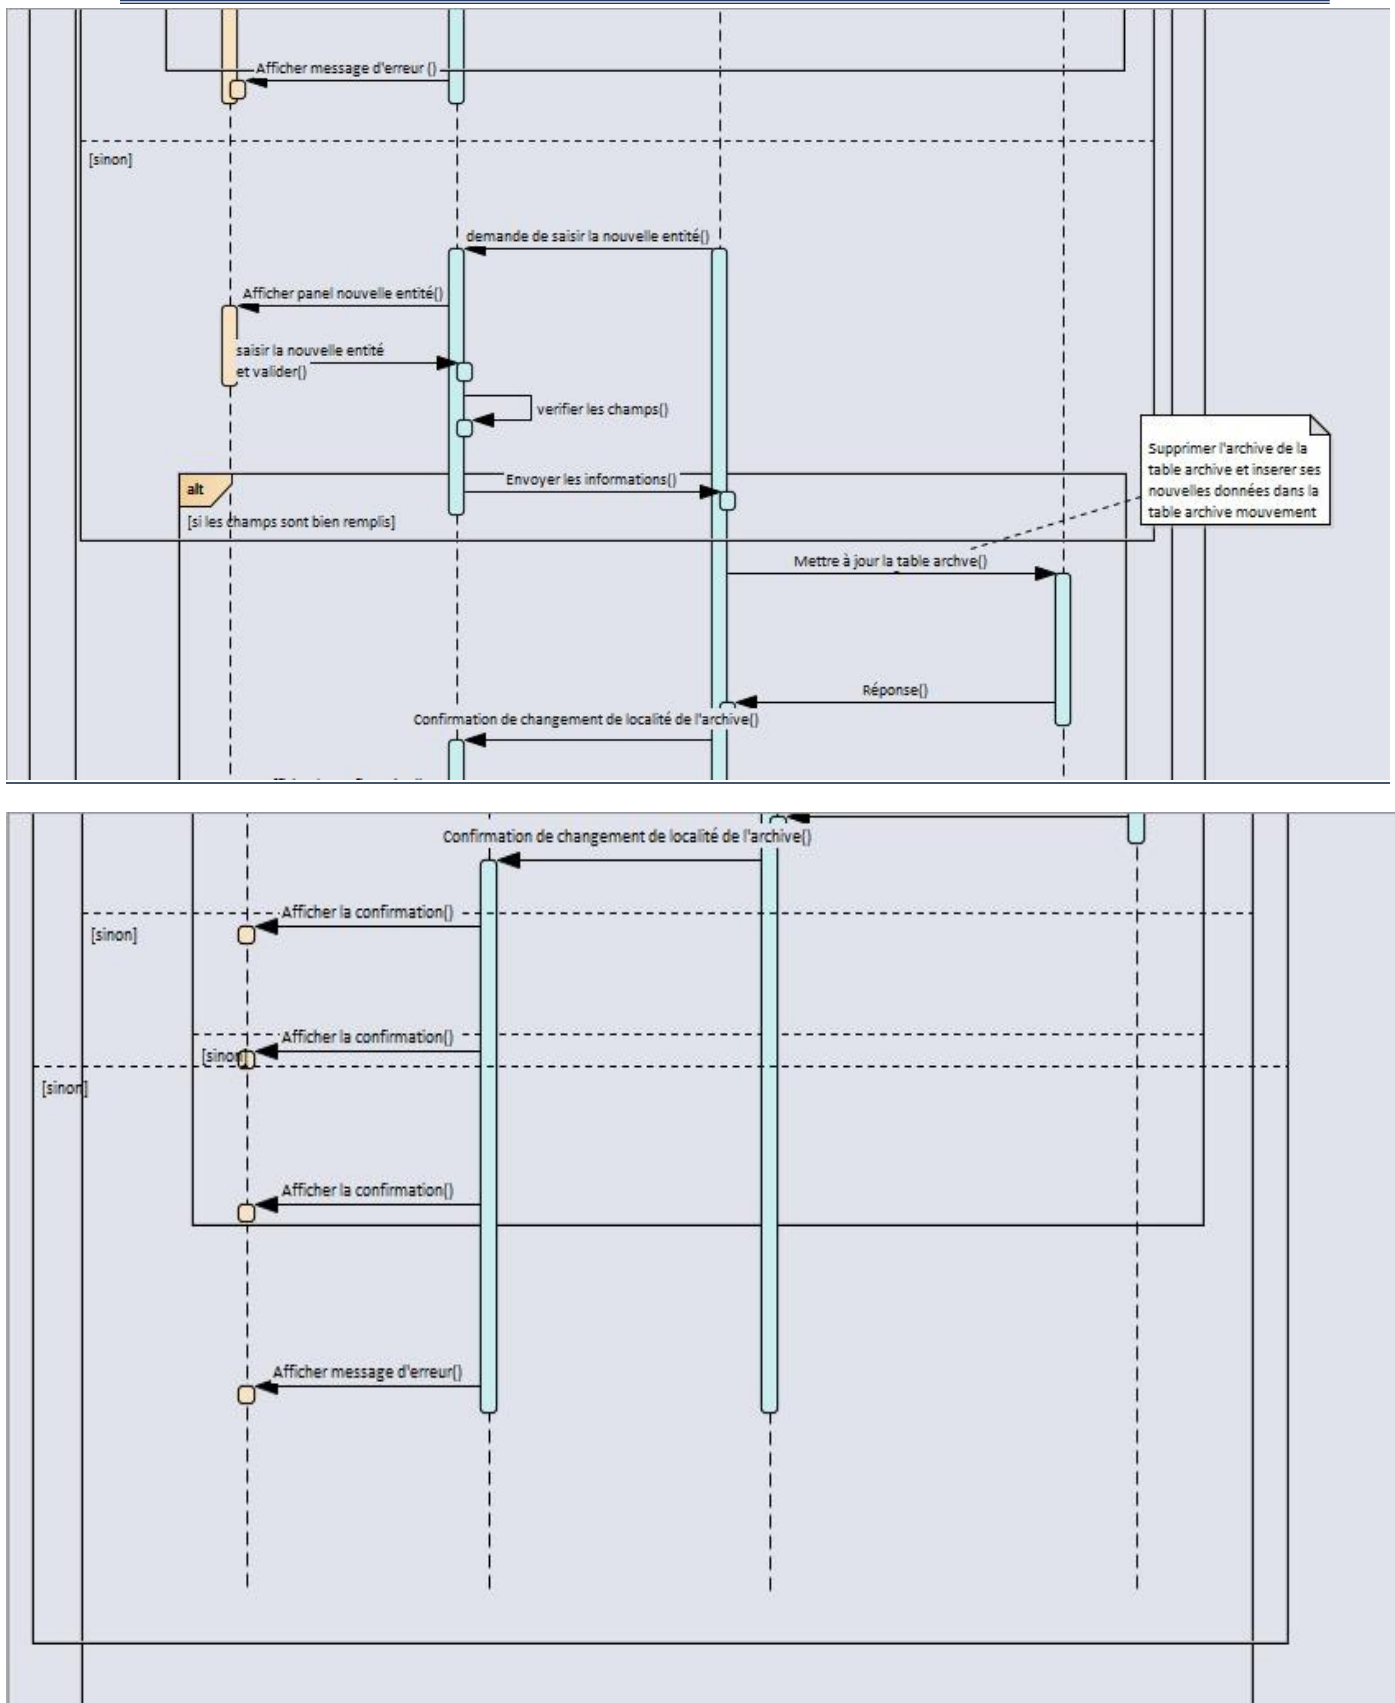 Afficher message d'erreur ()
[sinon]
demande de saisir la nouvelle entité()
Afficher panel nouvelle entité()
saisir la nouvelle entité
et valider()
verifier les champs()
Supprimer l'archive de la
table archive et inserer ses
nouvelles données dans la
table archive mouvement
alt
Envoyer les informations()
[si les champs sont bien remplis]
Mettre à jour la table archve()
Réponse()
Confirmation de changement de localité de l'archive()
Confirmation de changement de localité de l'archive()
Afficher la confirmation()
[sinon]
Afficher la confirmation()
[sinon]
[sinon]
Afficher la confirmation()
Afficher message d'erreur()